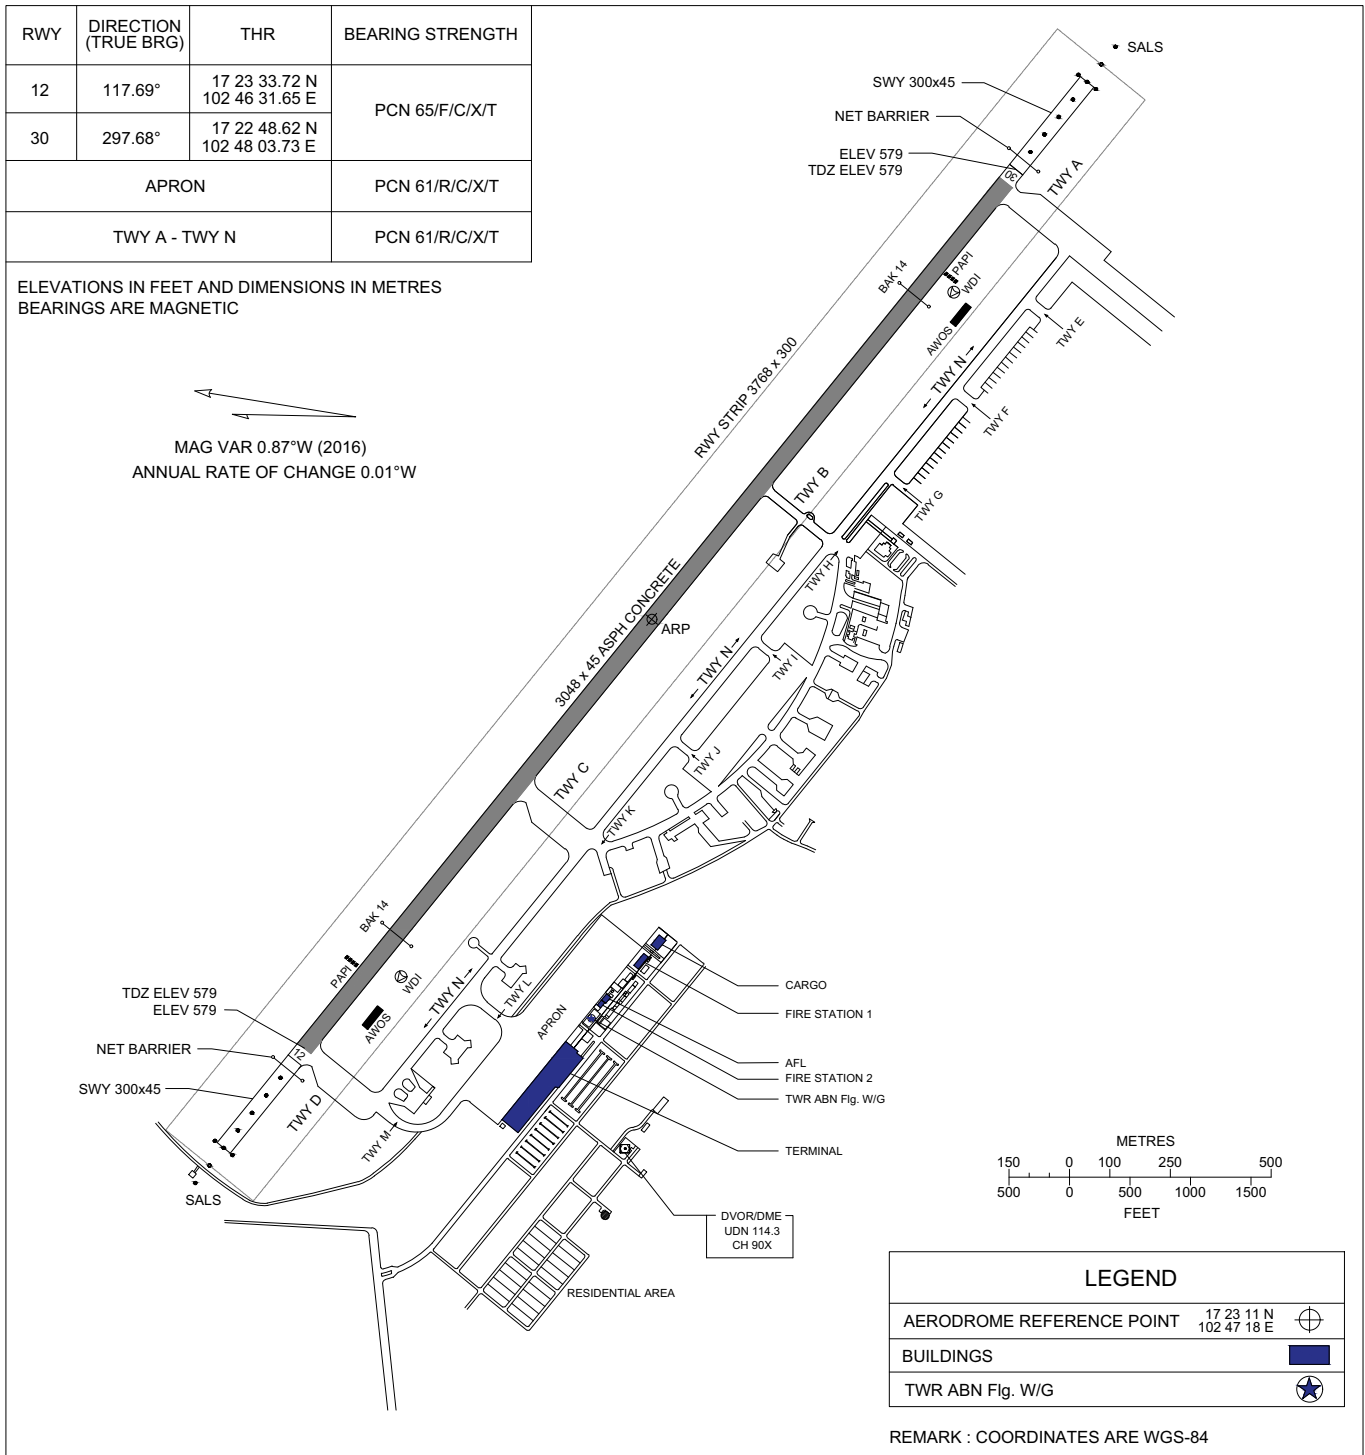 RWY
DIRECTION
(TRUE BRG)
THR
BEARING STRENGTH
12
117.69°
17 23 33.72 N
102 46 31.65 E
PCN 65/F/C/X/T
30
297.68°
17 22 48.62 N
102 48 03.73 E
APRON
PCN 61/R/C/X/T
TWY A - TWY N
PCN 61/R/C/X/T
ELEVATIONS IN FEET AND DIMENSIONS IN METRES
BEARINGS ARE MAGNETIC
MAG VAR 0.87°W (2016)
ANNUAL RATE OF CHANGE 0.01°W
SALS
SWY 300x45
NET BARRIER
ELEV 579
TDZ ELEV 579
30
TWY A
PAPI
WDI
BAK 14
AWOS
TWY E
TWY N
RWY STRIP 3768 x 300
TWY F
TWY B
TWY G
TWY H
3048 x 45 ASPH CONCRETE
ARP
TWY N
TWY I
TWY J
TWY C
TWY K
BAK 14
PAPI
WDI
TWY N
TWY L
AWOS
TDZ ELEV 579
ELEV 579
12
NET BARRIER
SWY 300x45
TWY D
TWY M
SALS
APRON
CARGO
FIRE STATION 1
AFL
FIRE STATION 2
TWR ABN Flg. W/G
TERMINAL
DVOR/DME
UDN 114.3
CH 90X
RESIDENTIAL AREA
METRES
150 0 100 250 500
500 0 500 1000 1500
FEET
LEGEND
AERODROME REFERENCE POINT
17 23 11 N
102 47 18 E
BUILDINGS
TWR ABN Flg. W/G
REMARK : COORDINATES ARE WGS-84